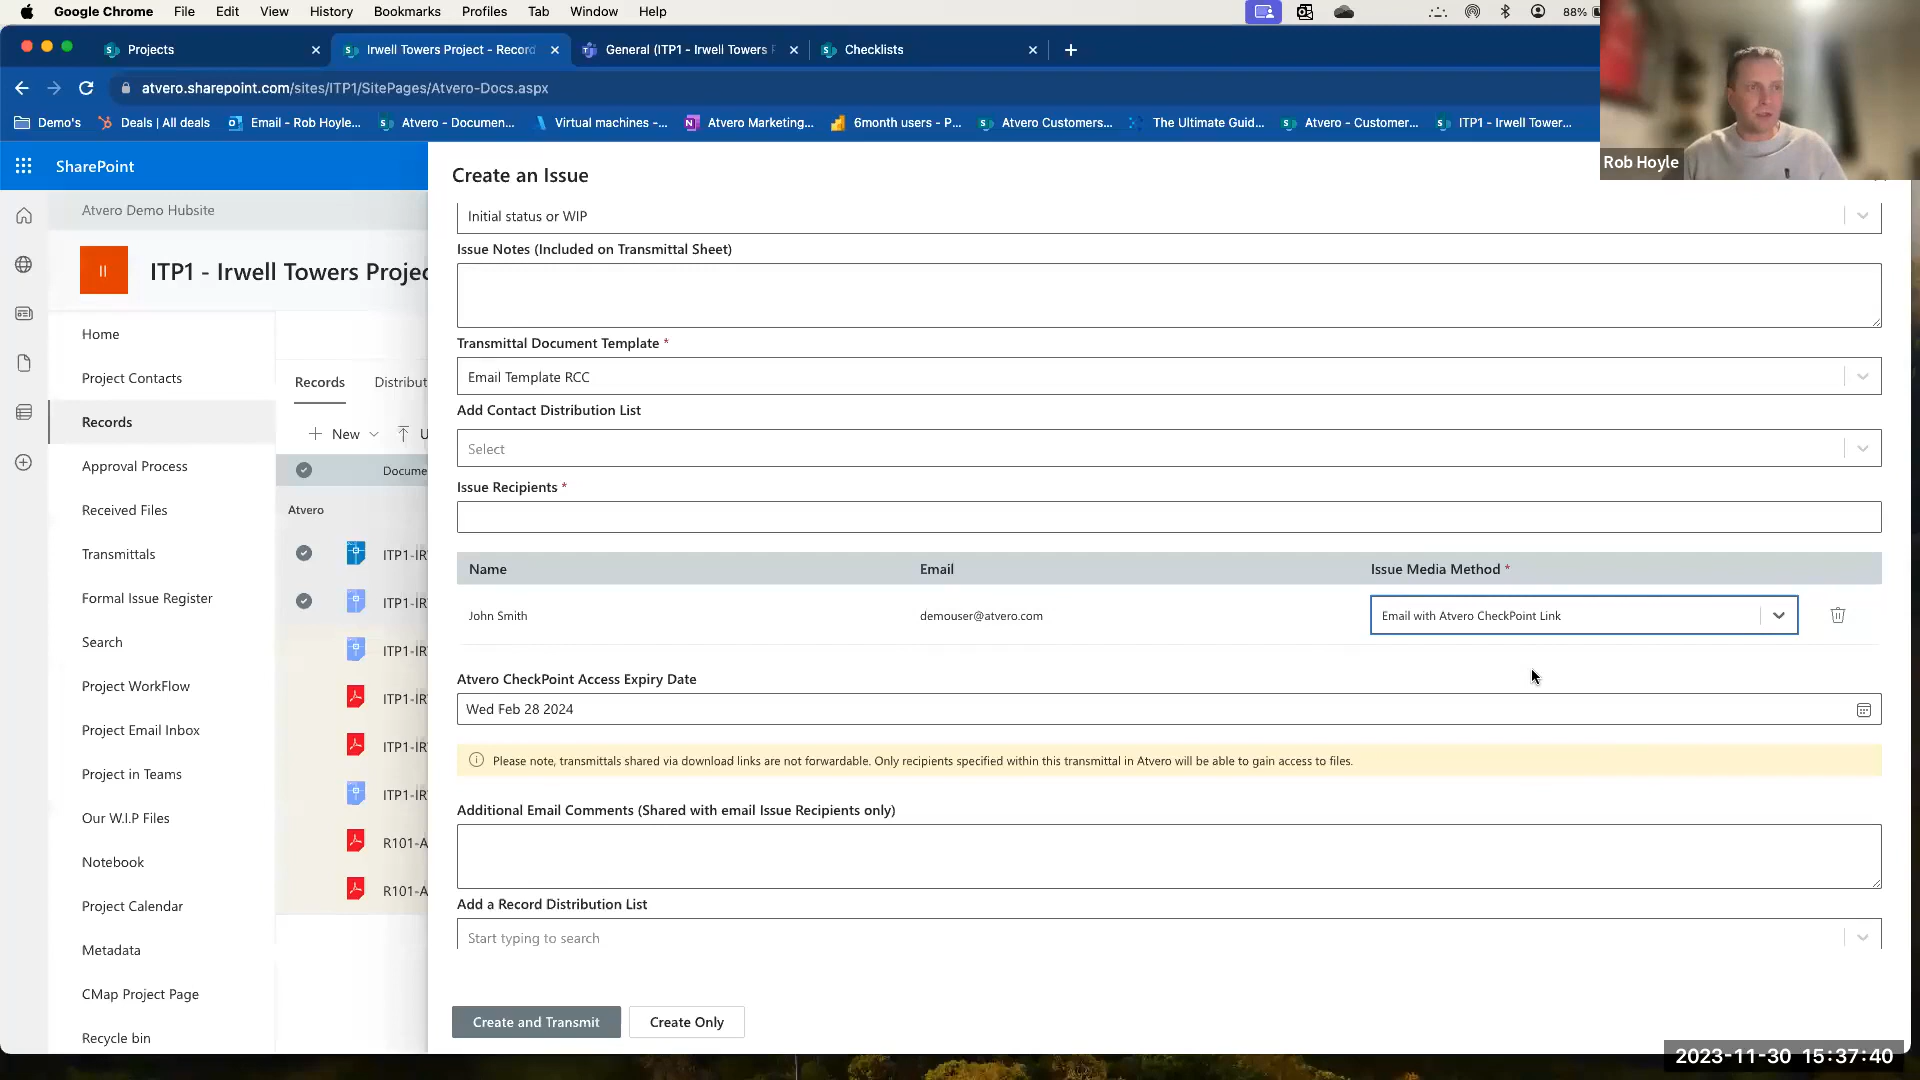 Google Chrome File Edit View History Bookmarks Profiles Tab Window Help 88%
Projects
Irwell Towers Project - Record
General (ITP1 - Irwell Towers P
Checklists
atvero.sharepoint.com/sites/ITP1/SitePages/Atvero-Docs.aspx
Demo's
Deals | All deals
Email - Rob Hoyle...
Atvero - Documen...
Virtual machines -...
Atvero Marketing...
6month users - P...
Atvero Customers...
The Ultimate Guid...
Atvero - Customer...
ITP1 - Irwell Tower...
Rob Hoyle
SharePoint
Atvero Demo Hubsite
II
ITP1 - Irwell Towers Projec
Home
Project Contacts
Records
Approval Process
Received Files
Transmittals
Formal Issue Register
Search
Project WorkFlow
Project Email Inbox
Project in Teams
Our W.I.P Files
Notebook
Project Calendar
Metadata
CMap Project Page
Recycle bin
Records Distribut
New U
Docume
Atvero
ITP1-IR
ITP1-IR
ITP1-IR
ITP1-IR
ITP1-IR
ITP1-IR
R101-A
R101-A
Create an Issue
Initial status or WIP
Issue Notes (Included on Transmittal Sheet)
Transmittal Document Template *
Email Template RCC
Add Contact Distribution List
Select
Issue Recipients *
Name Email Issue Media Method *
John Smith demouser@atvero.com Email with Atvero CheckPoint Link
Atvero CheckPoint Access Expiry Date
Wed Feb 28 2024
Please note, transmittals shared via download links are not forwardable. Only recipients specified within this transmittal in Atvero will be able to gain access to files.
Additional Email Comments (Shared with email Issue Recipients only)
Add a Record Distribution List
Start typing to search
Create and Transmit Create Only
2023-11-30 15:37:40